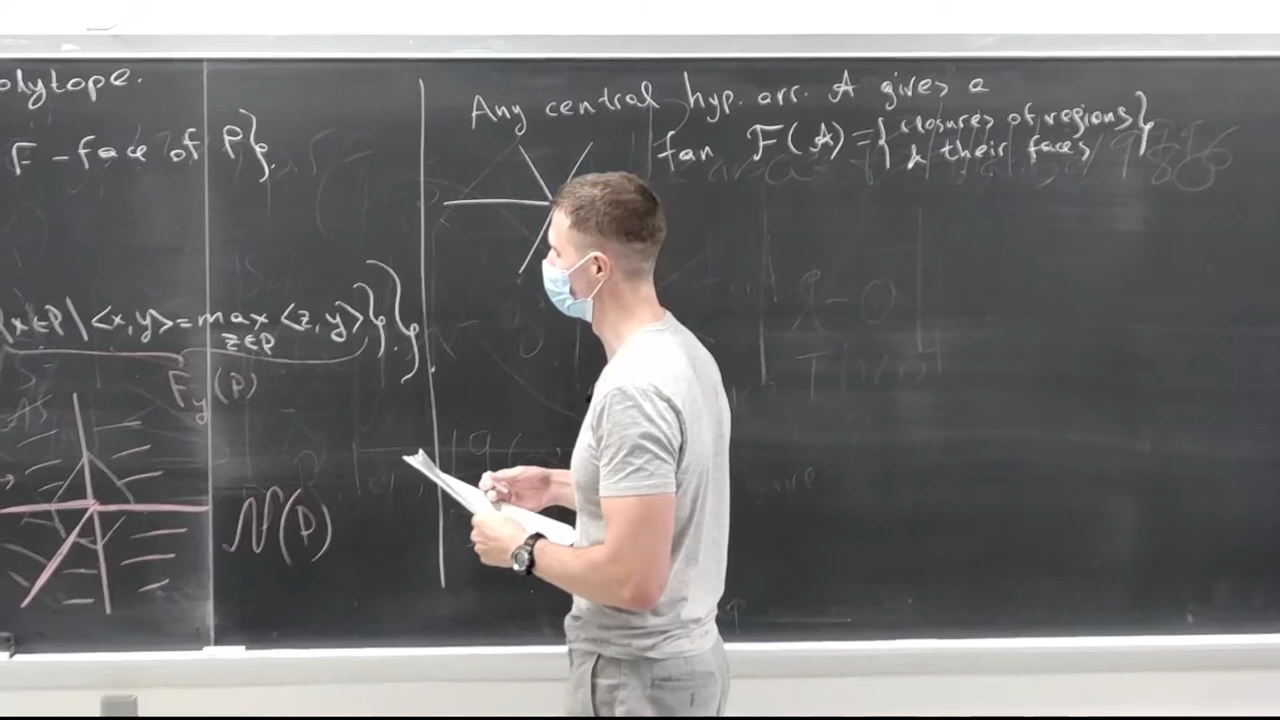 olytope.
F - face of P}.
{x∈P | <x,y> = max <z,y>}}.
z∈P
F_y(P)
N(P)
Any central hyp. arr. A gives a
fan F(A) = {closures of regions
& their faces}